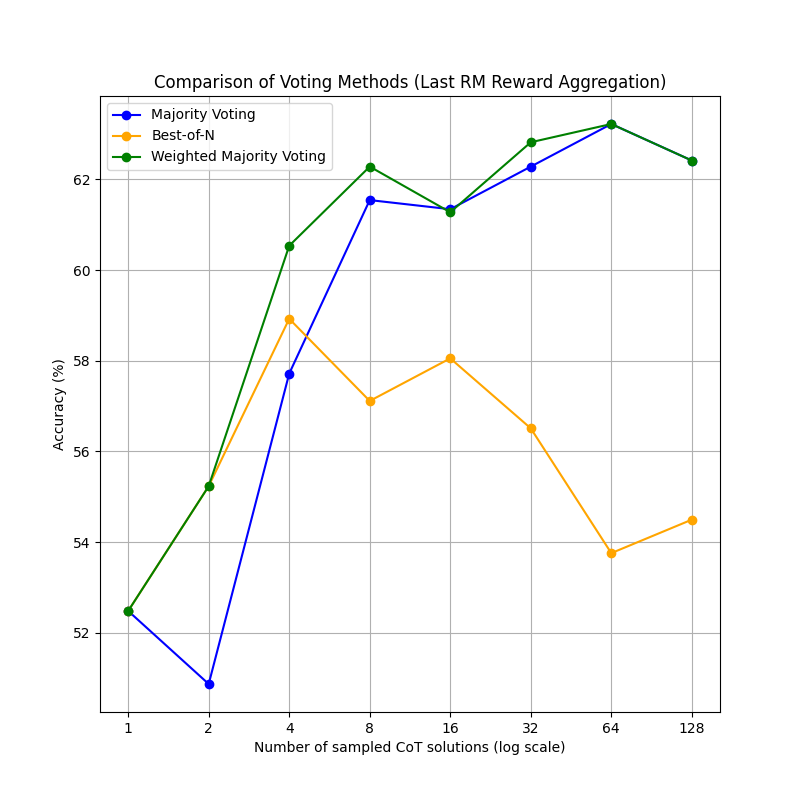 Comparison of Voting Methods (Last RM Reward Aggregation)
Majority Voting
Best-of-N
Weighted Majority Voting
Accuracy (%)
62
60
58
56
54
52
1 2 4 8 16 32 64 128
Number of sampled CoT solutions (log scale)